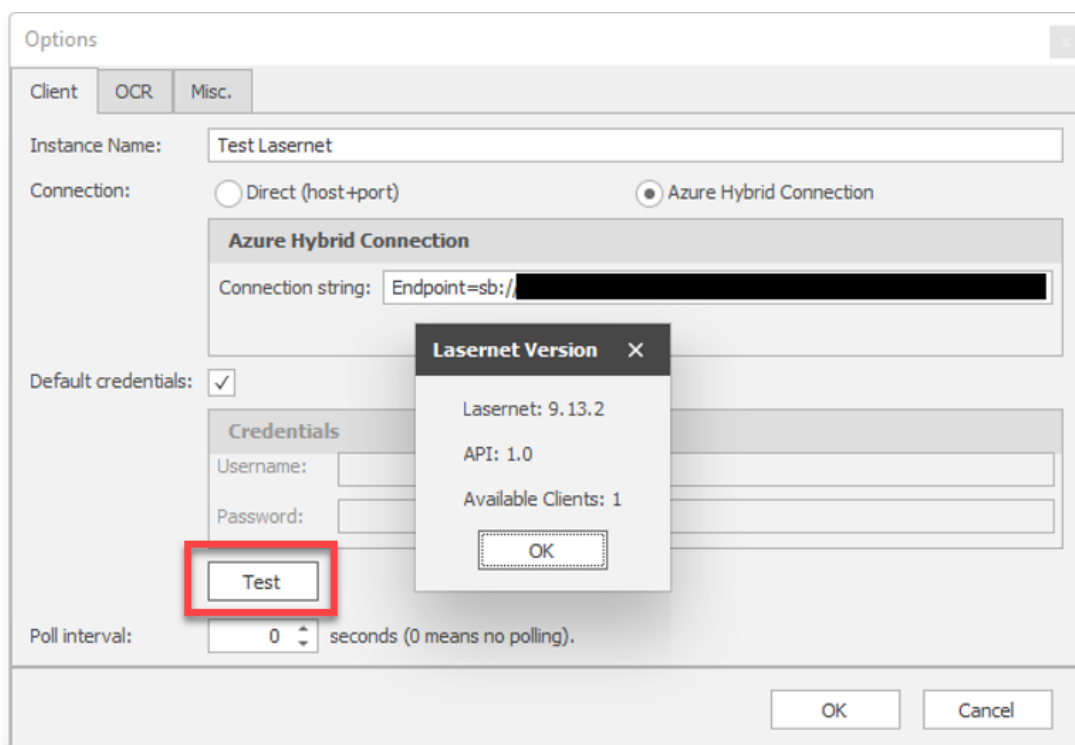 Options
x
Client OCR Misc.
Instance Name: Test Lasernet
Connection: Direct (host+port) Azure Hybrid Connection
Azure Hybrid Connection
Connection string: Endpoint=sb://
Lasernet Version
Default credentials:
Lasernet: 9.13.2
Credentials
API: 1.0
Username:
Available Clients: 1
Password:
OK
Test
Poll interval: 0 seconds (0 means no polling).
OK Cancel